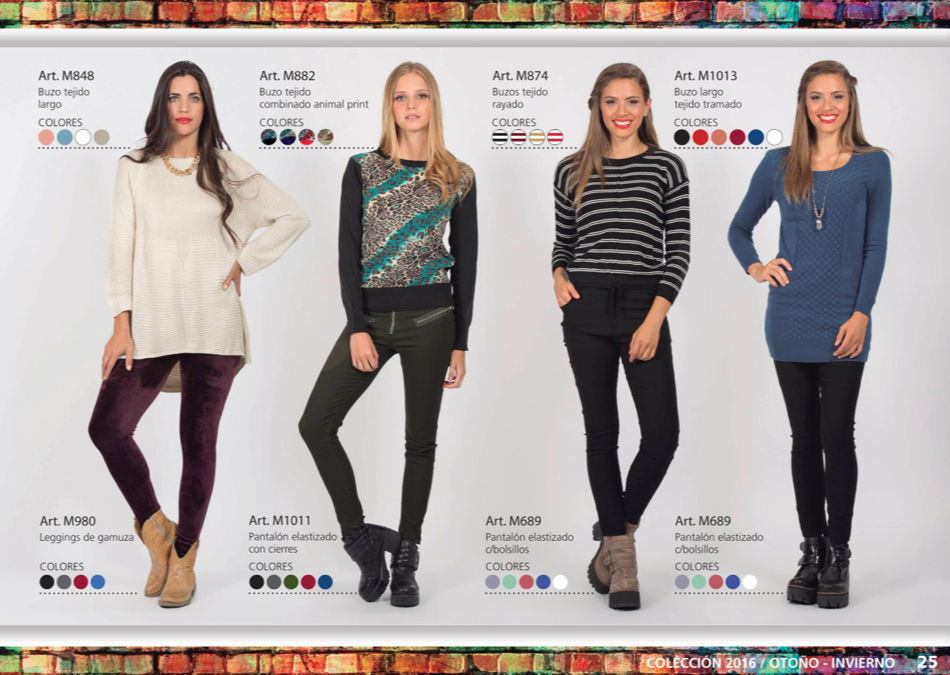 Art. M848
Buzo tejido
largo
COLORES
Art. M882
Buzo tejido
combinado animal print
COLORES
Art. M874
Buzos tejido
rayado
COLORES
Art. M1013
Buzo largo
tejido tramado
COLORES
Art. M980
Leggings de gamuza
COLORES
Art. M1011
Pantalón elastizado
con cierres
COLORES
Art. M689
Pantalón elastizado
c/bolsillos
COLORES
Art. M689
Pantalón elastizado
c/bolsillos
COLORES
COLECCIÓN 2016 / OTOÑO - INVIERNO 25